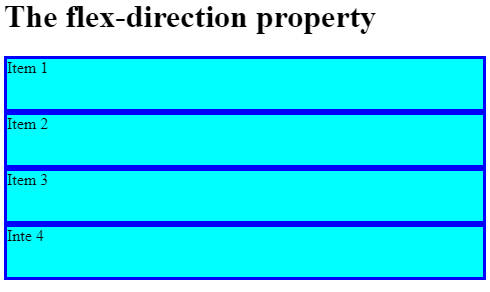 The flex-direction property
Item 1
Item 2
Item 3
Inte 4